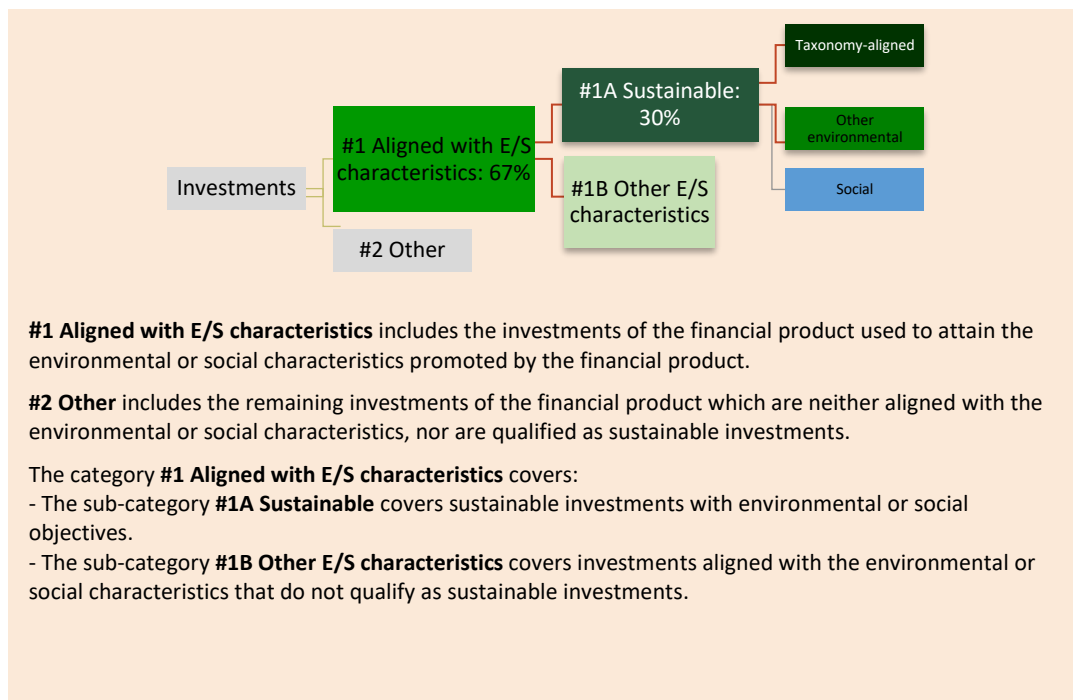 Taxonomy-aligned
#1A Sustainable:
30%
#1 Aligned with E/S
characteristics: 67%
Other
environmental
Investments
#1B Other E/S
characteristics
Social
#2 Other
#1 Aligned with E/S characteristics includes the investments of the financial product used to attain the
environmental or social characteristics promoted by the financial product.
#2 Other includes the remaining investments of the financial product which are neither aligned with the
environmental or social characteristics, nor are qualified as sustainable investments.
The category #1 Aligned with E/S characteristics covers:
- The sub-category #1A Sustainable covers sustainable investments with environmental or social
objectives.
- The sub-category #1B Other E/S characteristics covers investments aligned with the environmental or
social characteristics that do not qualify as sustainable investments.